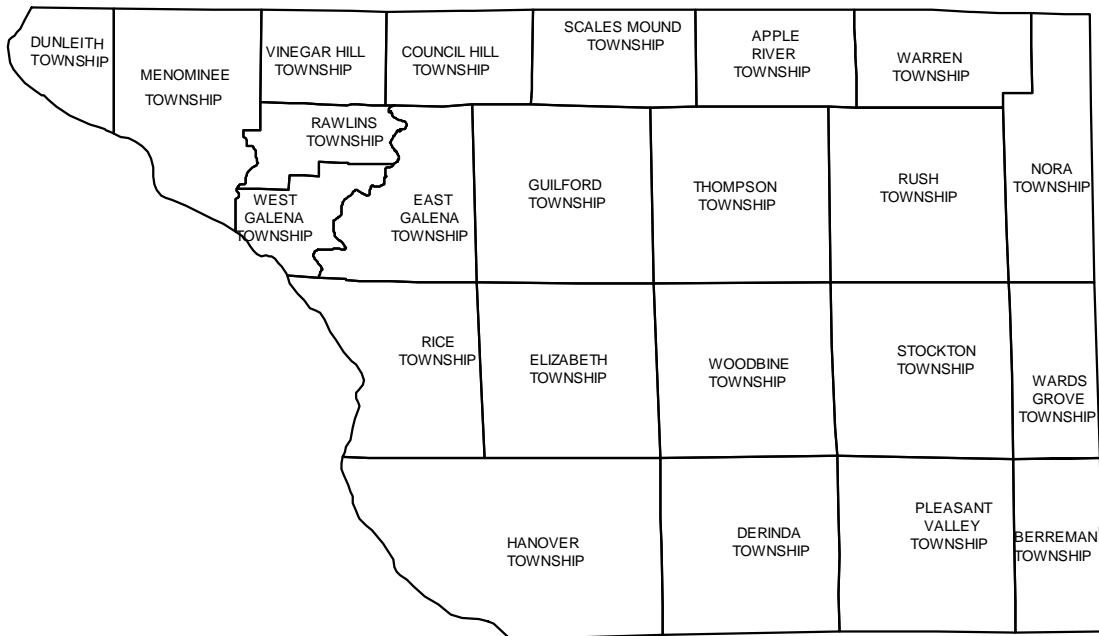 DUNLEITH
TOWNSHIP
MENOMINEE
TOWNSHIP
VINEGAR HILL
TOWNSHIP
COUNCIL HILL
TOWNSHIP
SCALES MOUND
TOWNSHIP
APPLE
RIVER
TOWNSHIP
WARREN
TOWNSHIP
RAWLINS
TOWNSHIP
WEST
GALENA
TOWNSHIP
EAST
GALENA
TOWNSHIP
GUILFORD
TOWNSHIP
THOMPSON
TOWNSHIP
RUSH
TOWNSHIP
NORA
TOWNSHIP
RICE
TOWNSHIP
ELIZABETH
TOWNSHIP
WOODBINE
TOWNSHIP
STOCKTON
TOWNSHIP
WARDS
GROVE
TOWNSHIP
HANOVER
TOWNSHIP
DERINDA
TOWNSHIP
PLEASANT
VALLEY
TOWNSHIP
BERREMAN
TOWNSHIP